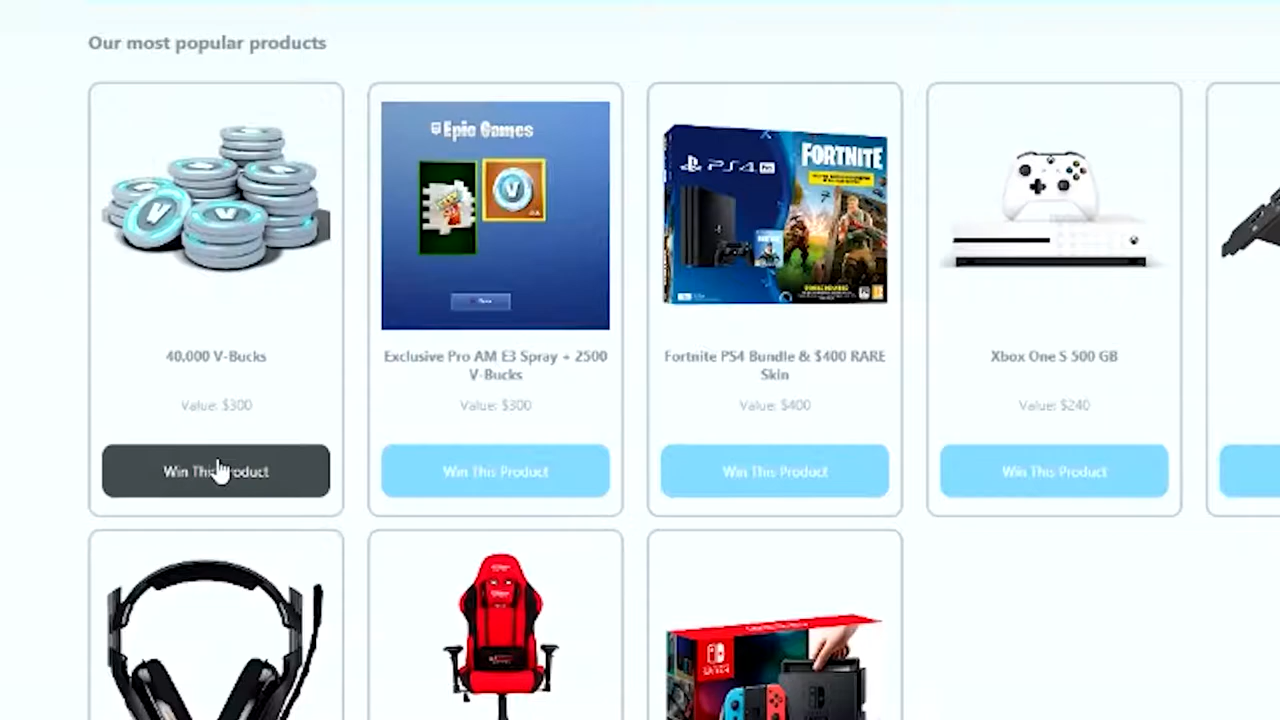 Our most popular products
Epic Games
PS4 PRO
FORTNITE
40,000 V-Bucks
Exclusive Pro AM E3 Spray + 2500
V-Bucks
Fortnite PS4 Bundle & $400 RARE
Skin
Xbox One S 500 GB
Value: $300
Value: $300
Value: $400
Value: $240
Win This Product
Win This Product
Win This Product
Win This Product